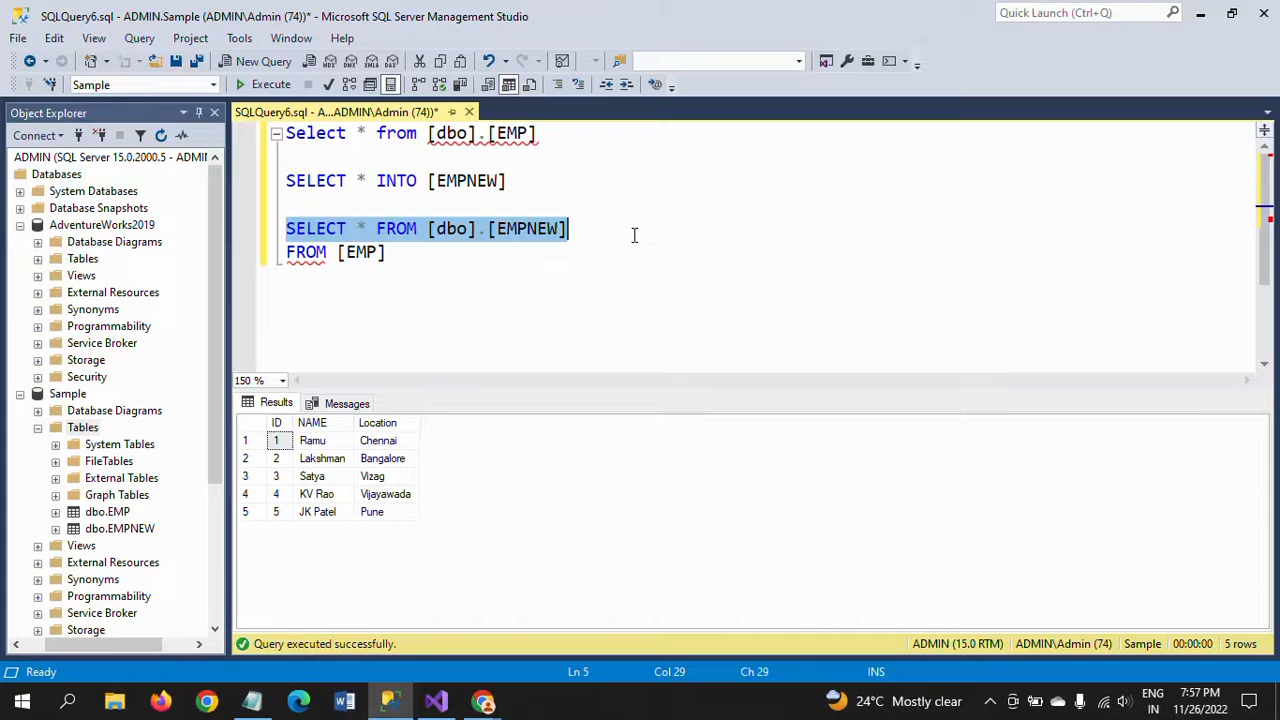 SQLQuery6.sql - ADMIN.Sample (ADMIN\Admin (74))* - Microsoft SQL Server Management Studio
Quick Launch (Ctrl+Q)
File Edit View Query Project Tools Window Help
New Query
Sample Execute
Object Explorer
SQLQuery6.sql - A...ADMIN\Admin (74))*
Connect
ADMIN (SQL Server 15.0.2000.5 - ADMIN
Databases
System Databases
Database Snapshots
AdventureWorks2019
Database Diagrams
Tables
Views
External Resources
Synonyms
Programmability
Service Broker
Storage
Security
Sample
Database Diagrams
Tables
System Tables
FileTables
External Tables
Graph Tables
dbo.EMP
dbo.EMPNEW
Views
External Resources
Synonyms
Programmability
Service Broker
Storage
Select * from [dbo].[EMP]
SELECT * INTO [EMPNEW]
SELECT * FROM [dbo].[EMPNEW]
FROM [EMP]
150 %
Results Messages
ID NAME Location
1 1 Ramu Chennai
2 2 Lakshman Bangalore
3 3 Satya Vizag
4 4 KV Rao Vijayawada
5 5 JK Patel Pune
Query executed successfully. ADMIN (15.0 RTM) ADMIN\Admin (74) Sample 00:00:00 5 rows
Ready Ln 5 Col 29 Ch 29 INS
24°C Mostly clear
ENG
IN
7:57 PM
11/26/2022